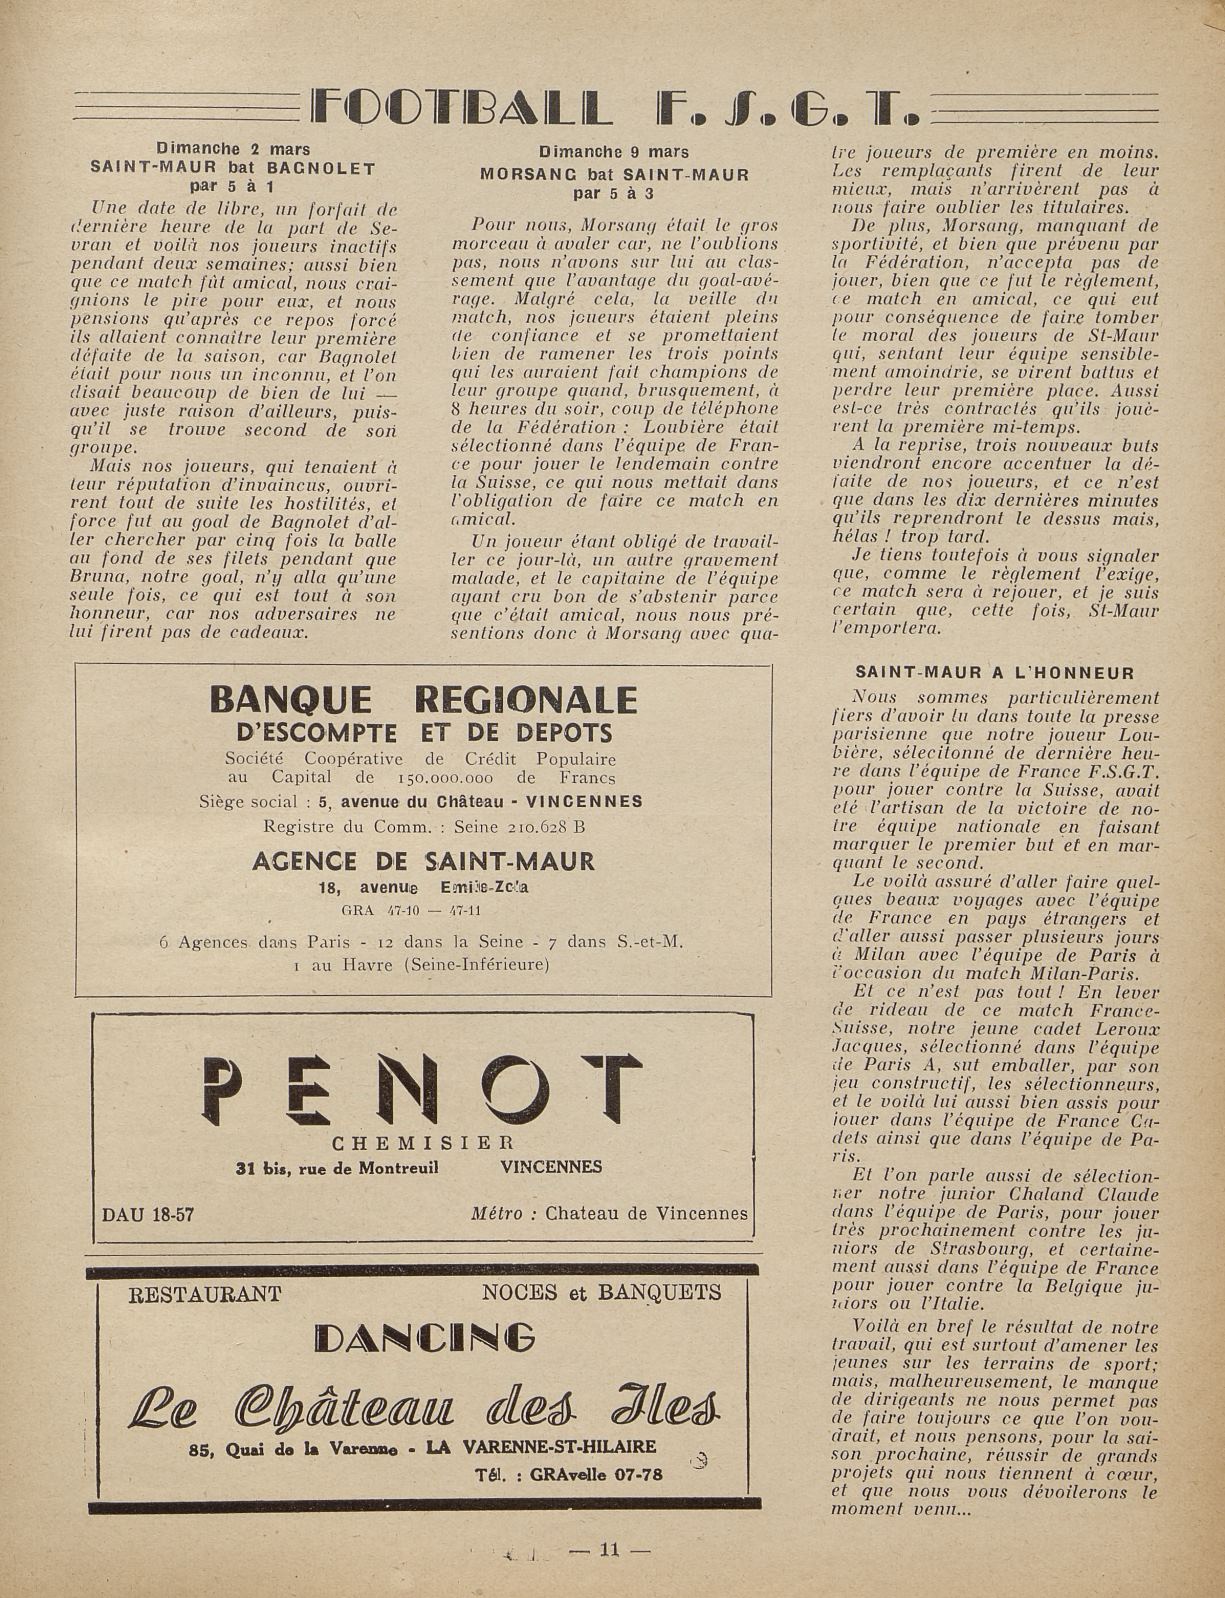 FOOTBALL F. S. G. T.
Dimanche 2 mars
SAINT-MAUR bat BAGNOLET
par 5 à 1
Une date de libre, un forfait de
dernière heure de la part de Se-
vran et voilà nos joueurs inactifs
pendant deux semaines; aussi bien
que ce match fût amical, nous crai-
gnions le pire pour eux, et nous
pensions qu'après ce repos forcé
ils allaient connaître leur première
défaite de la saison, car Bagnolet
était pour nous un inconnu, et l'on
disait beaucoup de bien de lui —
avec juste raison d'ailleurs, puis-
qu'il se trouve second de son
groupe.
Mais nos joueurs, qui tenaient à
leur réputation d'invaincus, ouvri-
rent tout de suite les hostilités, et
force fut au goal de Bagnolet d'al-
ler chercher par cinq fois la balle
au fond de ses filets pendant que
Bruna, notre goal, n'y alla qu'une
seule fois, ce qui est tout à son
honneur, car nos adversaires ne
lui firent pas de cadeaux.
Dimanche 9 mars
MORSANG bat SAINT-MAUR
par 5 à 3
Pour nous, Morsang était le gros
morceau à avaler car, ne l'oublions
pas, nous n'avons sur lui au clas-
sement que l'avantage du goal-avé-
rage. Malgré cela, la veille du
match, nos joueurs étaient pleins
de confiance et se promettaient
bien de ramener les trois points
qui les auraient fait champions de
leur groupe quand, brusquement, à
8 heures du soir, coup de téléphone
de la Fédération : Loubière était
sélectionné dans l'équipe de Fran-
ce pour jouer le lendemain contre
la Suisse, ce qui nous mettait dans
l'obligation de faire ce match en
amical.
Un joueur étant obligé de travail-
ler ce jour-là, un autre gravement
malade, et le capitaine de l'équipe
ayant cru bon de s'abstenir parce
que c'était amical, nous nous pré-
sentions donc à Morsang avec qua-
tre joueurs de première en moins.
Les remplaçants firent de leur
mieux, mais n'arrivèrent pas à
nous faire oublier les titulaires.
De plus, Morsang, manquant de
sportivité, et bien que prévenu par
la Fédération, n'accepta pas de
jouer, bien que ce fut le règlement,
ce match en amical, ce qui eut
pour conséquence de faire tomber
le moral des joueurs de St-Maur
qui, sentant leur équipe sensible-
ment amoindrie, se virent battus et
perdre leur première place. Aussi
est-ce très contractés qu'ils jouè-
rent la première mi-temps.
A la reprise, trois nouveaux buts
viendront encore accentuer la dé-
faite de nos joueurs, et ce n'est
que dans les dix dernières minutes
qu'ils reprendront le dessus mais,
hélas ! trop tard.
Je tiens toutefois à vous signaler
que, comme le règlement l'exige,
ce match sera à rejouer, et je suis
certain que, cette fois, St-Maur
l'emportera.
SAINT-MAUR A L'HONNEUR
Nous sommes particulièrement
fiers d'avoir lu dans toute la presse
parisienne que notre joueur Lou-
bière, sélecitonné de dernière heu-
re dans l'équipe de France F.S.G.T.
pour jouer contre la Suisse, avait
été l'artisan de la victoire de no-
tre équipe nationale en faisant
marquer le premier but et en mar-
quant le second.
Le voilà assuré d'aller faire quel-
ques beaux voyages avec l'équipe
de France en pays étrangers et
d'aller aussi passer plusieurs jours
à Milan avec l'équipe de Paris à
l'occasion du match Milan-Paris.
Et ce n'est pas tout ! En lever
de rideau de ce match France-
Suisse, notre jeune cadet Leroux
Jacques, sélectionné dans l'équipe
de Paris A, sut emballer, par son
jeu constructif, les sélectionneurs,
et le voilà lui aussi bien assis pour
jouer dans l'équipe de France Ca-
dets ainsi que dans l'équipe de Pa-
ris.
Et l'on parle aussi de sélection-
ner notre junior Chaland Claude
dans l'équipe de Paris, pour jouer
très prochainement contre les ju-
niors de Strasbourg, et certaine-
ment aussi dans l'équipe de France
pour jouer contre la Belgique ju-
niors ou l'Italie.
Voilà en bref le résultat de notre
travail, qui est surtout d'amener les
jeunes sur les terrains de sport;
mais, malheureusement, le manque
de dirigeants ne nous permet pas
de faire toujours ce que l'on vou-
drait, et nous pensons, pour la sai-
son prochaine, réussir de grands
projets qui nous tiennent à cœur,
et que nous vous dévoilerons le
moment venu...
BANQUE REGIONALE
D'ESCOMPTE ET DE DEPOTS
Société Coopérative de Crédit Populaire
au Capital de 150.000.000 de Francs
Siège social : 5, avenue du Château - VINCENNES
Registre du Comm. : Seine 210.628 B
AGENCE DE SAINT-MAUR
18, avenue Emile-Zola
GRA 47-10 — 47-11
6 Agences dans Paris - 12 dans la Seine - 7 dans S.-et-M.
1 au Havre (Seine-Inférieure)
PENOT
CHEMISIER
31 bis, rue de Montreuil VINCENNES
DAU 18-57 Métro : Chateau de Vincennes
RESTAURANT NOCES et BANQUETS
DANCING
Le Château des Iles
85, Quai de la Varenne - LA VARENNE-ST-HILAIRE
Tél. : GRAvelle 07-78
— 11 —